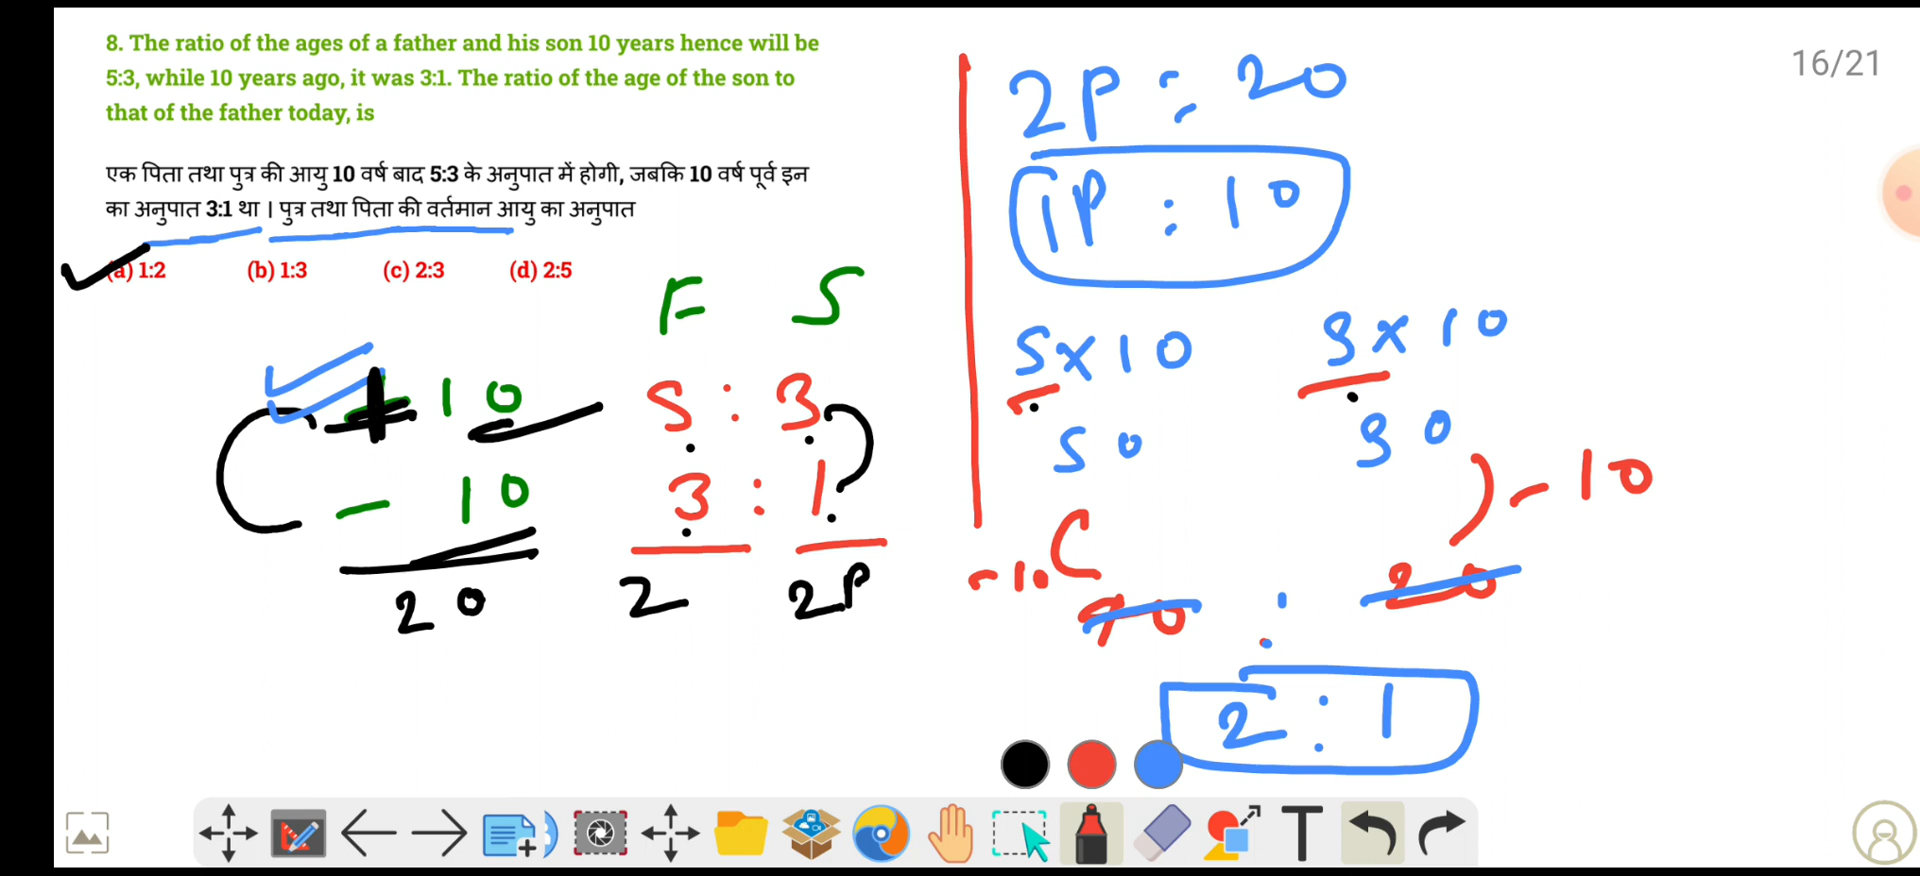 8. The ratio of the ages of a father and his son 10 years hence will be
5:3, while 10 years ago, it was 3:1. The ratio of the age of the son to
that of the father today, is
एक पिता तथा पुत्र की आयु 10 वर्ष बाद 5:3 के अनुपात में होगी, जबकि 10 वर्ष पूर्व इन
का अनुपात 3:1 था । पुत्र तथा पिता की वर्तमान आयु का अनुपात
(a) 1:2 (b) 1:3 (c) 2:3 (d) 2:5
F S
+10 5 : 3
- 10 3 : 1
20 2 2P
16/21
2P : 20
1P : 10
5x10 3x10
50 30
-10 -10
40 : 20
2 : 1
T